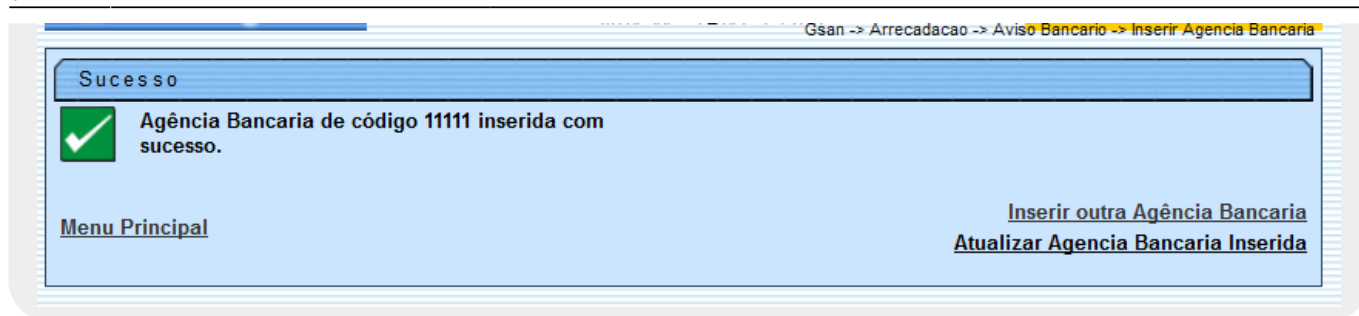 Gsan -> Arrecadacao -> Aviso Bancario -> Inserir Agencia Bancaria
Sucesso
Agência Bancaria de código 11111 inserida com
sucesso.
Menu Principal
Inserir outra Agência Bancaria
Atualizar Agencia Bancaria Inserida